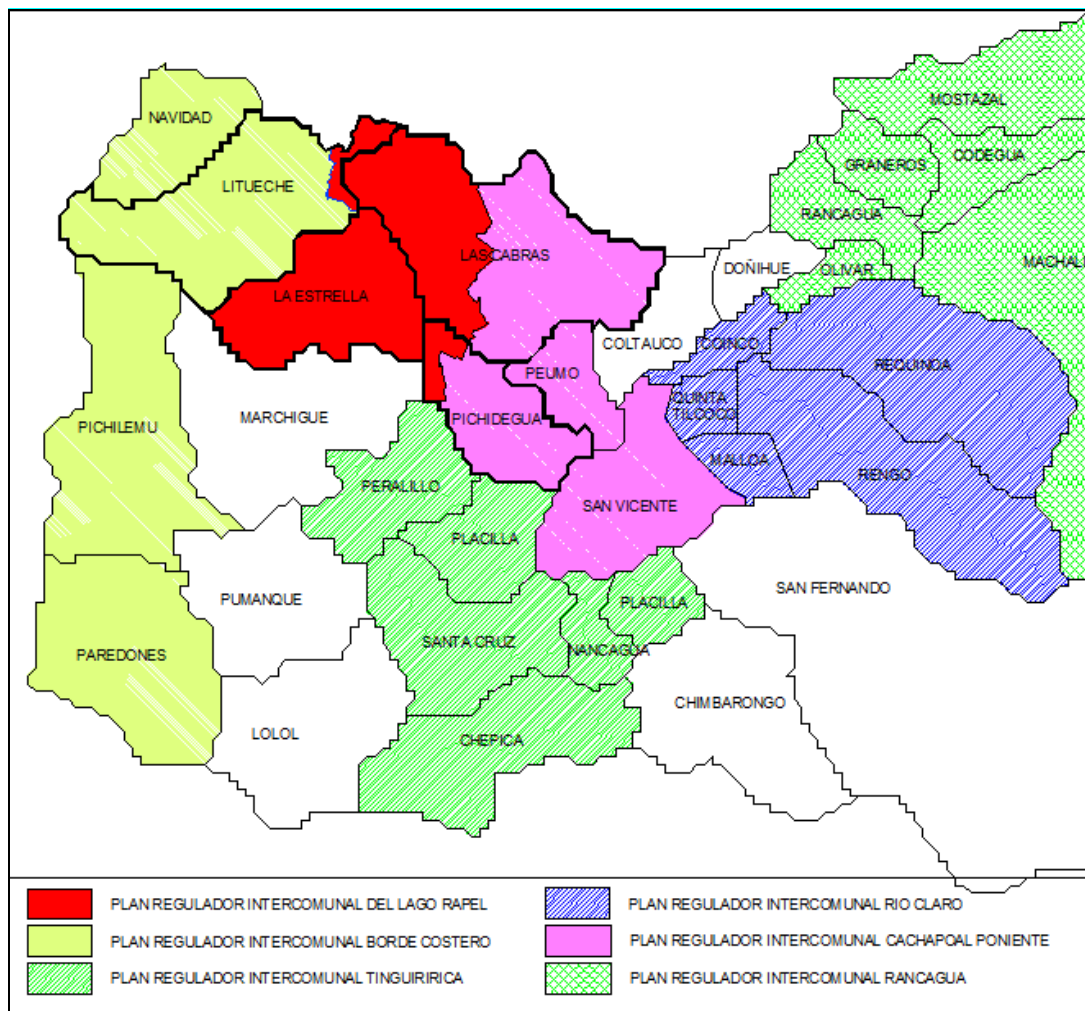 MOSTAZAL
NAVIDAD
CODEGUA
GRANEROS
LITUECHE
RANCAGUA
LAS CABRAS
DOÑIHUE
OLIVAR
MACHALI
LA ESTRELLA
COLTAUCO
COINCO
REQUINOA
PEUMO
QUINTA
TILCOCO
MARCHIGUE
PICHIDEGUA
PICHILEMU
MALLOA
RENGO
PERALILLO
SAN VICENTE
PLACILLA
SAN FERNANDO
PUMANQUE
PLACILLA
SANTA CRUZ
NANCAGUA
PAREDONES
CHIMBARONGO
LOLOL
CHEPICA
PLAN REGULADOR INTERCOMUNAL DEL LAGO RAPEL
PLAN REGULADOR INTERCOMUNAL BORDE COSTERO
PLAN REGULADOR INTERCOMUNAL TINGUIRIRICA
PLAN REGULADOR INTERCOMUNAL RIO CLARO
PLAN REGULADOR INTERCOMUNAL CACHAPOAL PONIENTE
PLAN REGULADOR INTERCOMUNAL RANCAGUA